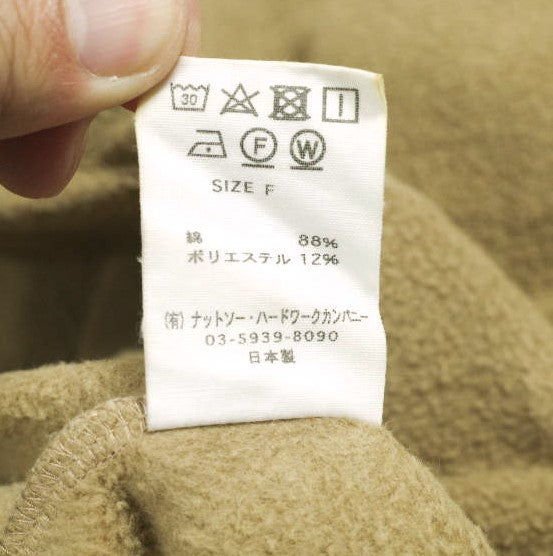 30
F W
SIZE F
綿 88%
ポリエステル 12%
(有) ナットソー・ハードワークカンパニー
03-5939-8090
日本製